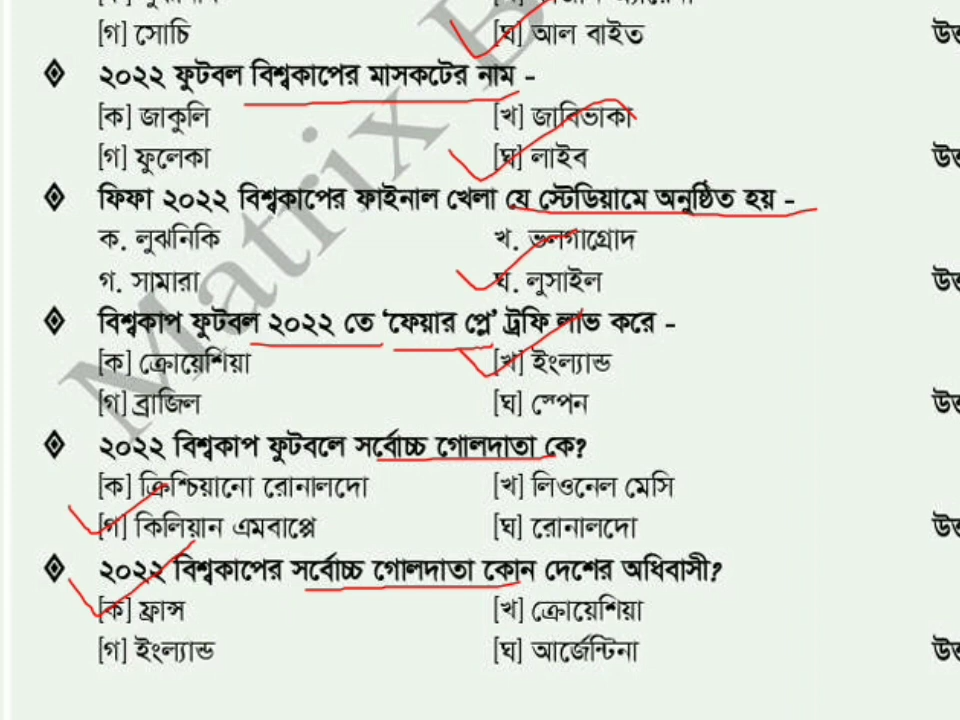 [গ] সোচি [ঘ] আল বাইত
২০২২ ফুটবল বিশ্বকাপের মাসকটের নাম -
[ক] জাকুলি [খ] জাবিভাকা
[গ] ফুলেকা [ঘ] লাইব
ফিফা ২০২২ বিশ্বকাপের ফাইনাল খেলা যে স্টেডিয়ামে অনুষ্ঠিত হয় -
ক. লুঝনিকি খ. ভলগাগ্রোদ
গ. সামারা ঘ. লুসাইল
বিশ্বকাপ ফুটবল ২০২২ তে ‘ফেয়ার প্লে’ ট্রফি লাভ করে -
[ক] ক্রোয়েশিয়া [খ] ইংল্যান্ড
[গ] ব্রাজিল [ঘ] স্পেন
২০২২ বিশ্বকাপ ফুটবলে সর্বোচ্চ গোলদাতা কে?
[ক] ক্রিশ্চিয়ানো রোনালদো [খ] লিওনেল মেসি
[গ] কিলিয়ান এমবাপ্পে [ঘ] রোনালদো
২০২২ বিশ্বকাপের সর্বোচ্চ গোলদাতা কোন দেশের অধিবাসী?
[ক] ফ্রান্স [খ] ক্রোয়েশিয়া
[গ] ইংল্যান্ড [ঘ] আর্জেন্টিনা
Matrix